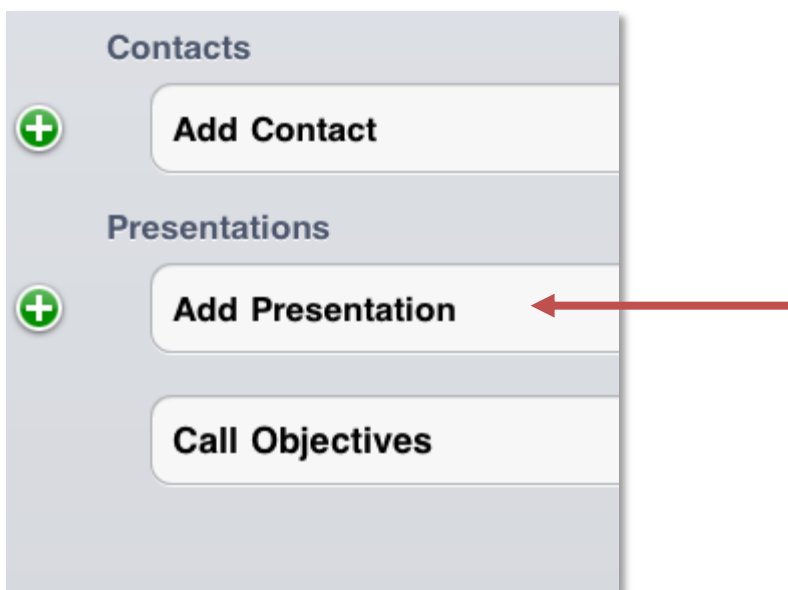 Contacts
Add Contact
Presentations
Add Presentation
Call Objectives